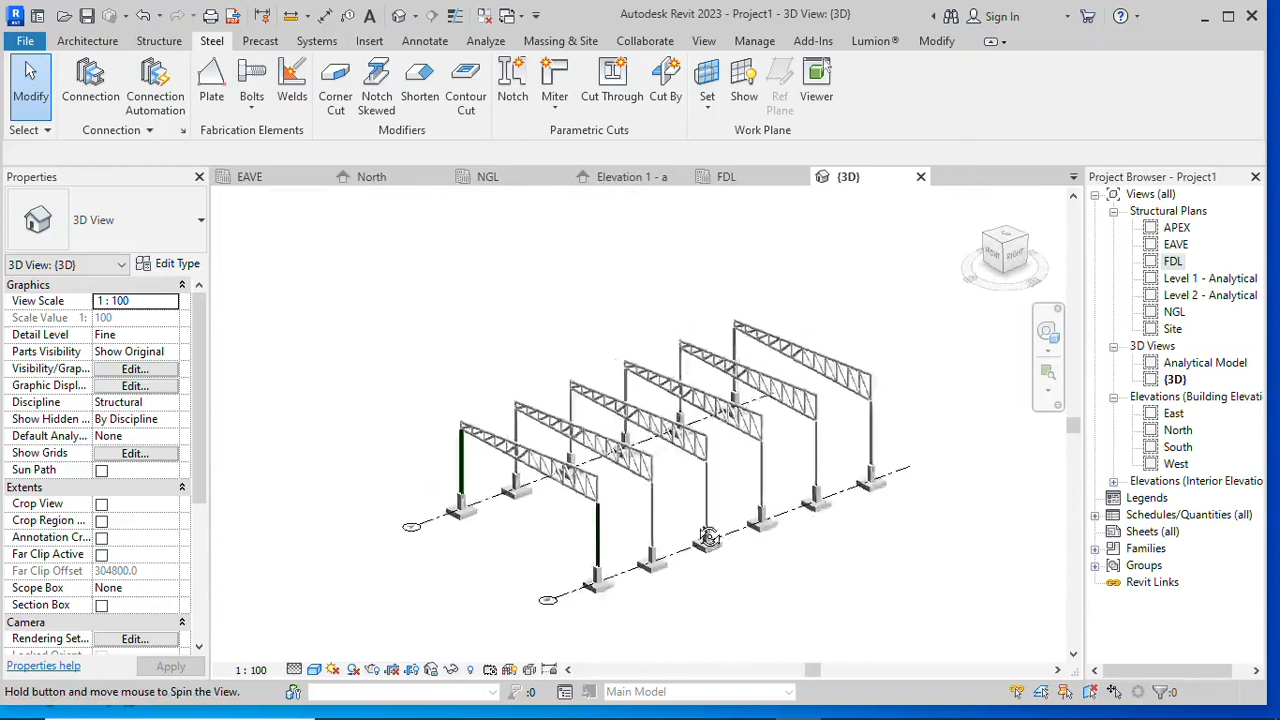 Autodesk Revit 20 - Project1 - 3D View: {3D}
Sign In
File Architecture Structure Steel Precast Systems Insert Annotate Analyze Massing & Site Collaborate View Manage Add-Ins Lumion® Modify
Modify
Connection
Connection Automation
Plate
Bolts
Welds
Corner Cut
Notch Skewed
Shorten
Contour Cut
Notch
Miter
Cut Through
Cut By
Set
Show
Ref Plane
Viewer
Select Connection Fabrication Elements Modifiers Parametric Cuts Work Plane
Properties
EAVE North NGL Elevation 1 - a FDL {3D}
Project Browser - Project1
3D View
3D View: {3D} Edit Type
Graphics
View Scale 1 : 100
Scale Value 1: 100
Detail Level Fine
Parts Visibility Show Original
Visibility/Grap... Edit...
Graphic Displ... Edit...
Discipline Structural
Show Hidden ... By Discipline
Default Analy... None
Show Grids Edit...
Sun Path
Extents
Crop View
Crop Region ...
Annotation Cr...
Far Clip Active
Far Clip Offset 304800.0
Scope Box None
Section Box
Camera
Rendering Set... Edit...
Properties help Apply
FRONT RIGHT
Views (all)
Structural Plans
APEX
EAVE
FDL
Level 1 - Analytical
Level 2 - Analytical
NGL
Site
3D Views
Analytical Model
{3D}
Elevations (Building Elevati
East
North
South
West
Elevations (Interior Elevatio
Legends
Schedules/Quantities (all)
Sheets (all)
Families
Groups
Revit Links
1 : 100
Hold button and move mouse to Spin the View. :0 Main Model :0